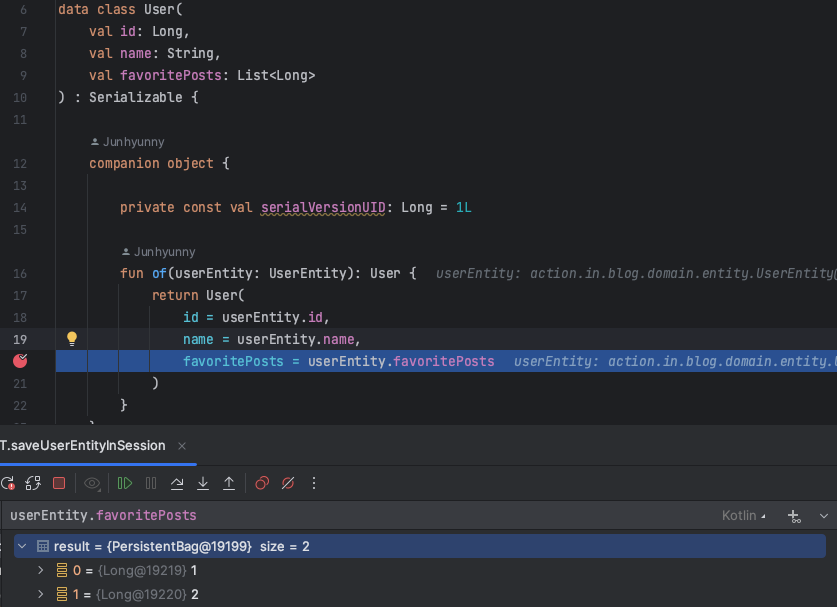 6 data class User(
7 val id: Long,
8 val name: String,
9 val favoritePosts: List<Long>
10 ) : Serializable {
11
Junhyunny
12 companion object {
13
14 private const val serialVersionUID: Long = 1L
15
Junhyunny
16 fun of(userEntity: UserEntity): User { userEntity: action.in.blog.domain.entity.UserEntity@
17 return User(
18 id = userEntity.id,
19 name = userEntity.name,
favoritePosts = userEntity.favoritePosts userEntity: action.in.blog.domain.entity.
21 )
22 }
T.saveUserEntityInSession ×
userEntity.favoritePosts Kotlin
result = {PersistentBag@19199} size = 2
0 = {Long@19219} 1
1 = {Long@19220} 2